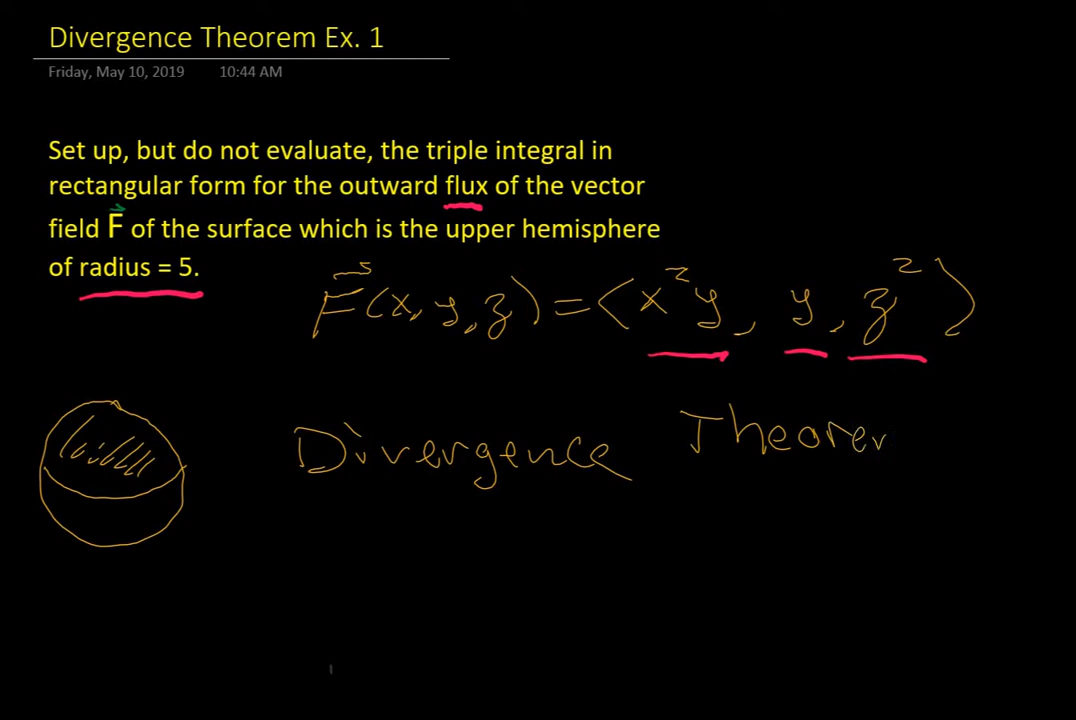 Divergence Theorem Ex. 1
Friday, May 10, 2019 10:44 AM
Set up, but do not evaluate, the triple integral in
rectangular form for the outward flux of the vector
field F⃗ of the surface which is the upper hemisphere
of radius = 5.
F⃗(x, y, z) = ⟨x²y, y, z²⟩
Divergence Theorer